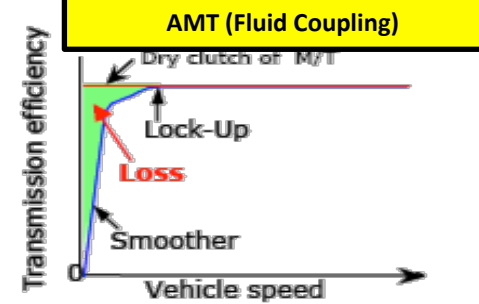 AMT (Fluid Coupling)
Dry clutch of M/T
Transmission efficiency
Lock-Up
Loss
Smoother
0
Vehicle speed